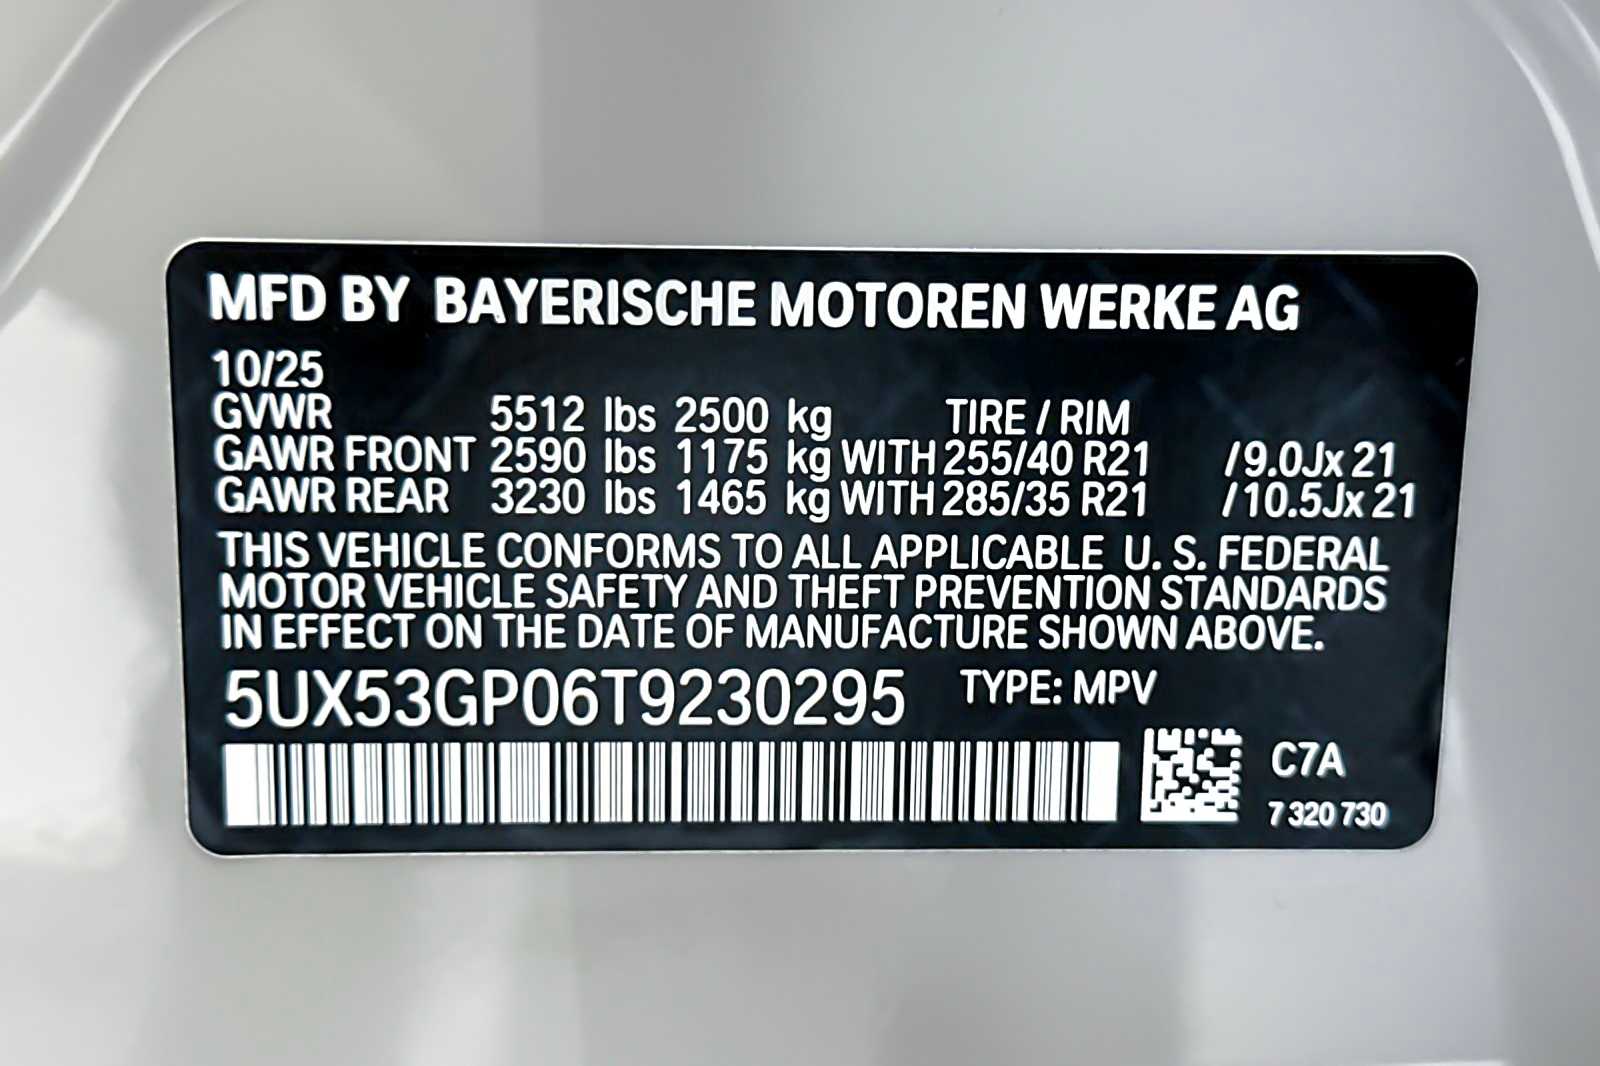 MFD BY BAYERISCHE MOTOREN WERKE AG
10/25
GVWR 5512 lbs 2500 kg TIRE / RIM
GAWR FRONT 2590 lbs 1175 kg WITH 255/40 R21 /9.0Jx 21
GAWR REAR 3230 lbs 1465 kg WITH 285/35 R21 /10.5Jx 21
THIS VEHICLE CONFORMS TO ALL APPLICABLE U. S. FEDERAL
MOTOR VEHICLE SAFETY AND THEFT PREVENTION STANDARDS
IN EFFECT ON THE DATE OF MANUFACTURE SHOWN ABOVE.
5UX53GP06T9230295 TYPE: MPV
C7A
7 320 730